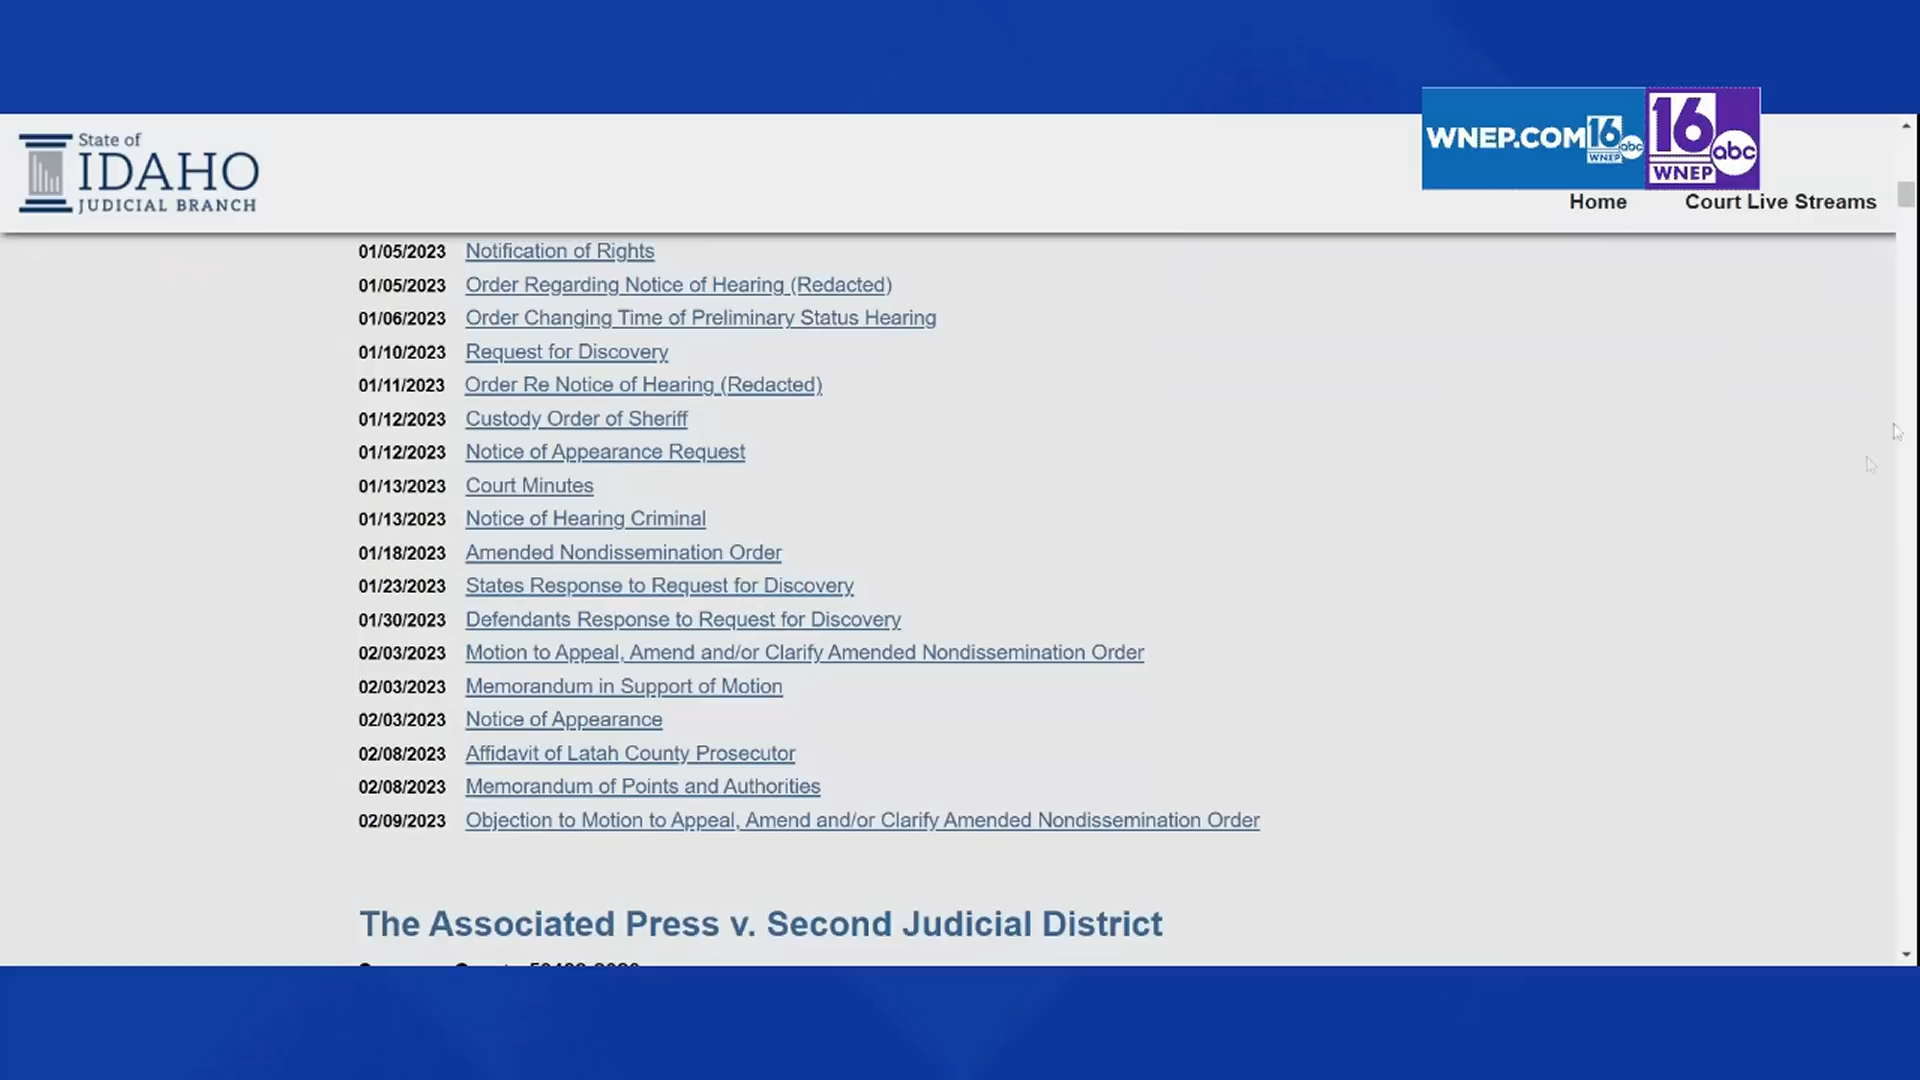 WNEP.COM 16 abc WNEP
16 abc WNEP
State of
IDAHO
JUDICIAL BRANCH
Home Court Live Streams
01/05/2023 Notification of Rights
01/05/2023 Order Regarding Notice of Hearing (Redacted)
01/06/2023 Order Changing Time of Preliminary Status Hearing
01/10/2023 Request for Discovery
01/11/2023 Order Re Notice of Hearing (Redacted)
01/12/2023 Custody Order of Sheriff
01/12/2023 Notice of Appearance Request
01/13/2023 Court Minutes
01/13/2023 Notice of Hearing Criminal
01/18/2023 Amended Nondissemination Order
01/23/2023 States Response to Request for Discovery
01/30/2023 Defendants Response to Request for Discovery
02/03/2023 Motion to Appeal, Amend and/or Clarify Amended Nondissemination Order
02/03/2023 Memorandum in Support of Motion
02/03/2023 Notice of Appearance
02/08/2023 Affidavit of Latah County Prosecutor
02/08/2023 Memorandum of Points and Authorities
02/09/2023 Objection to Motion to Appeal, Amend and/or Clarify Amended Nondissemination Order
The Associated Press v. Second Judicial District